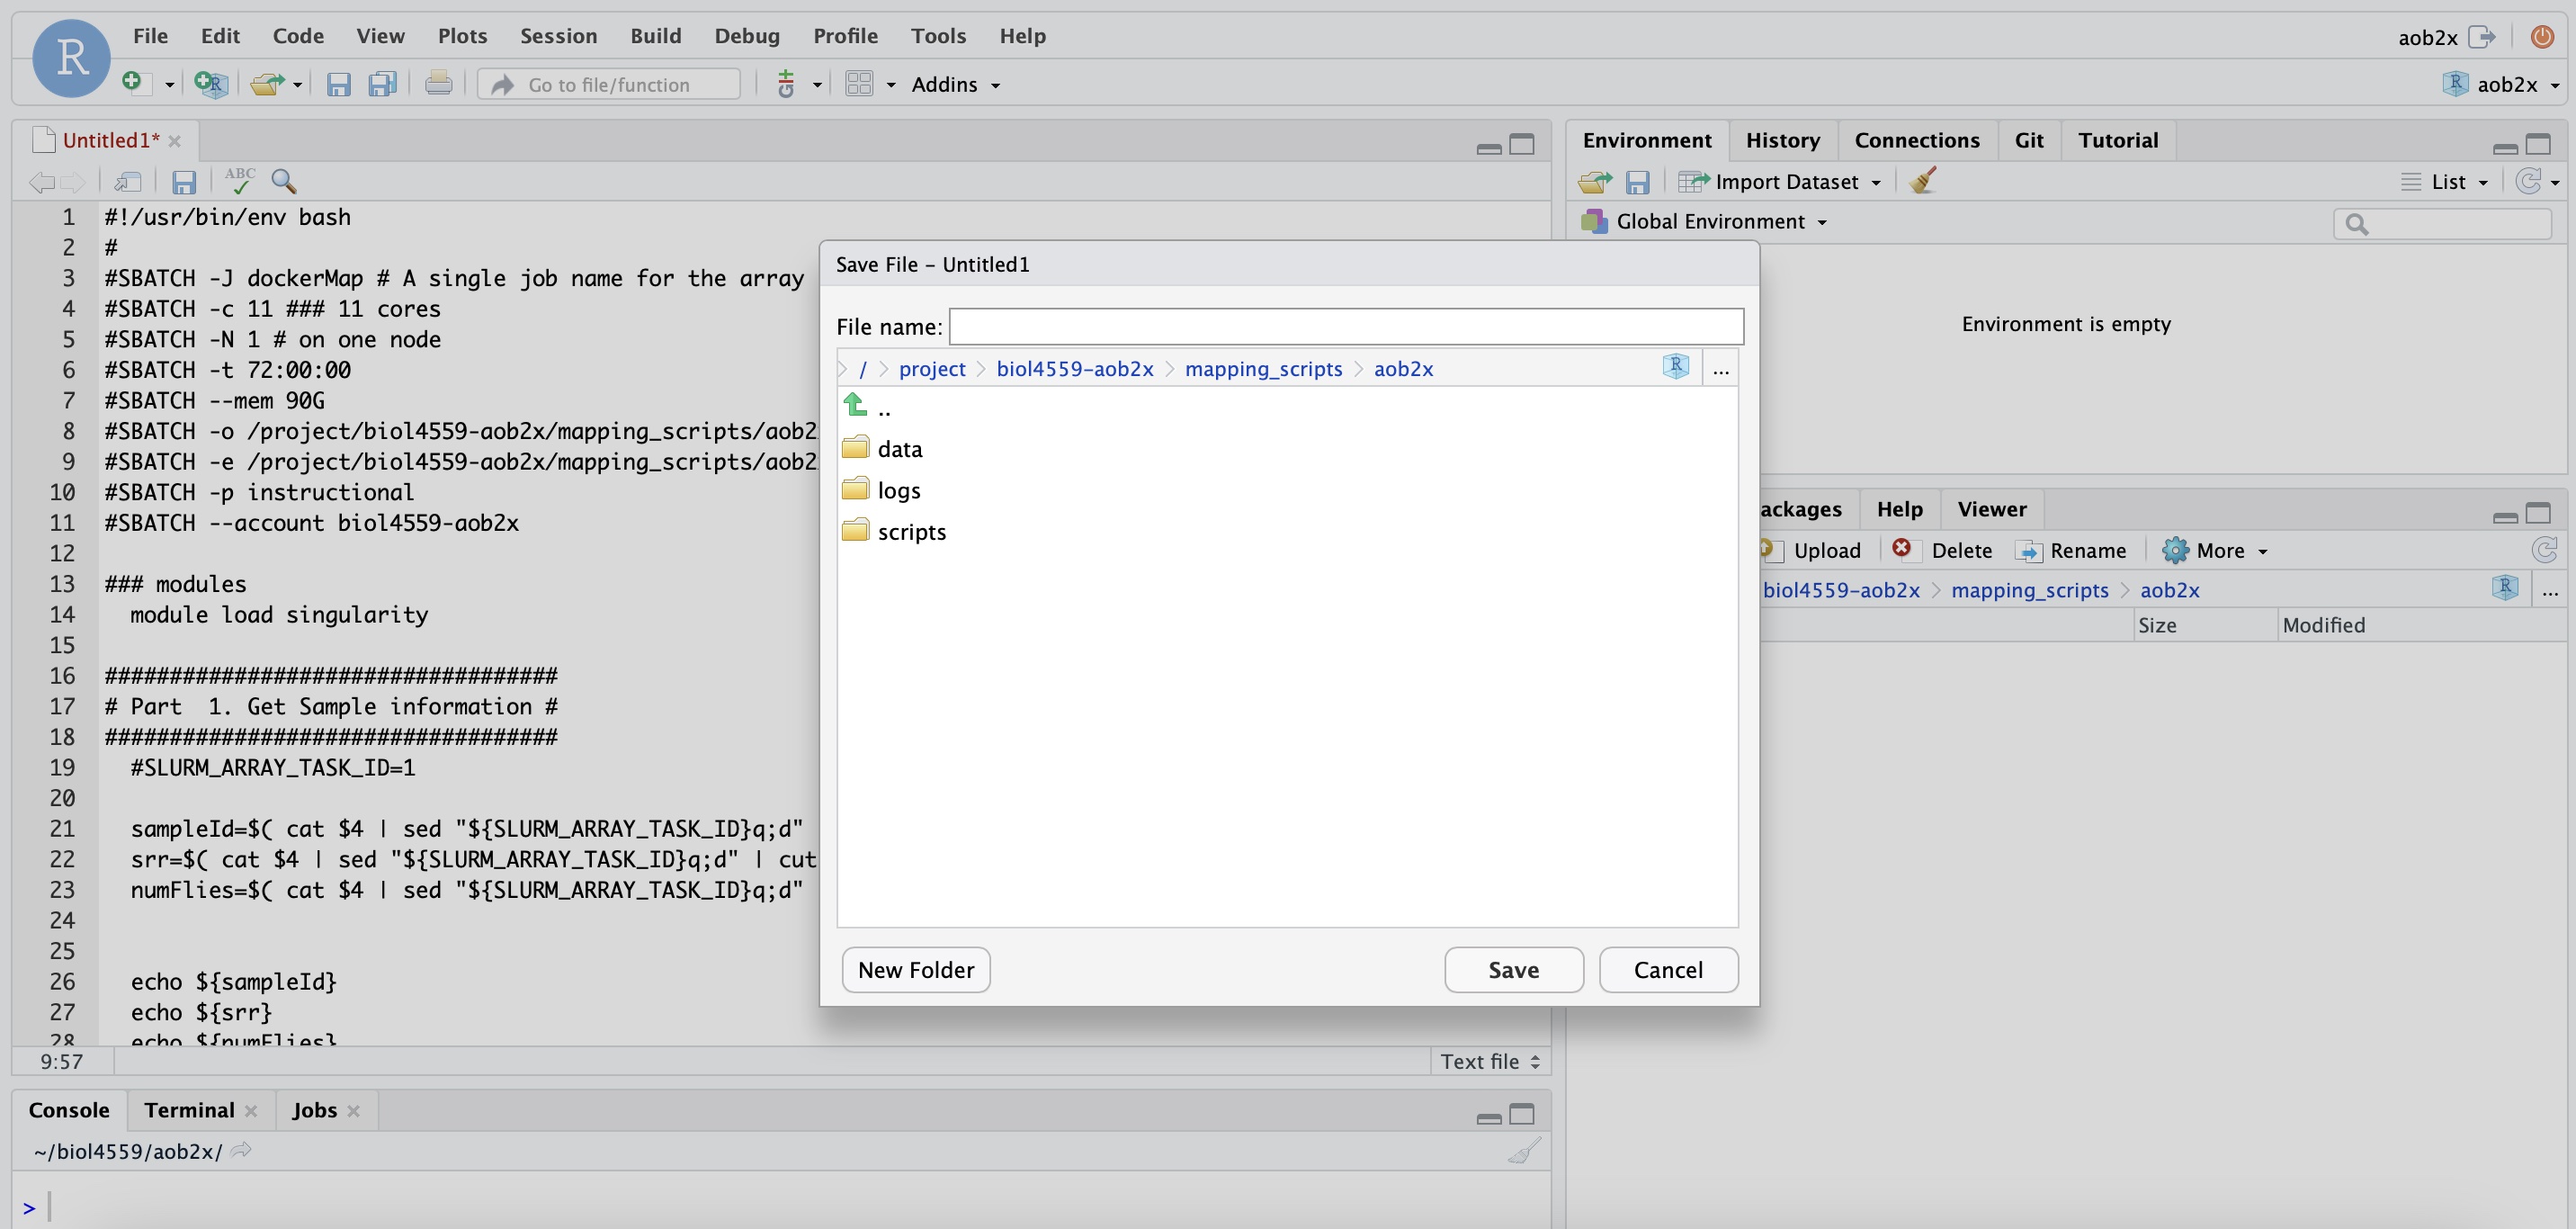 R
File Edit Code View Plots Session Build Debug Profile Tools Help
aob2x
Go to file/function
Addins
aob2x
Untitled1*
ABC
1 #!/usr/bin/env bash
2 #
3 #SBATCH -J dockerMap # A single job name for the array
4 #SBATCH -c 11 ### 11 cores
5 #SBATCH -N 1 # on one node
6 #SBATCH -t 72:00:00
7 #SBATCH --mem 90G
8 #SBATCH -o /project/biol4559-aob2x/mapping_scripts/aob2
9 #SBATCH -e /project/biol4559-aob2x/mapping_scripts/aob2
10 #SBATCH -p instructional
11 #SBATCH --account biol4559-aob2x
12
13 ### modules
14 module load singularity
15
16 ###################################
17 # Part  1. Get Sample information #
18 ###################################
19 #SLURM_ARRAY_TASK_ID=1
20
21 sampleId=$( cat $4 | sed "${SLURM_ARRAY_TASK_ID}q;d"
22 srr=$( cat $4 | sed "${SLURM_ARRAY_TASK_ID}q;d" | cut
23 numFlies=$( cat $4 | sed "${SLURM_ARRAY_TASK_ID}q;d"
24
25
26 echo ${sampleId}
27 echo ${srr}
28 echo ${numFlies}
9:57
Text file
Console Terminal Jobs
~/biol4559/aob2x/
>
Save File – Untitled1
File name:
/ project biol4559-aob2x mapping_scripts aob2x
...
..
data
logs
scripts
New Folder
Save Cancel
Environment History Connections Git Tutorial
Import Dataset
List
Global Environment
Environment is empty
ackages Help Viewer
Upload Delete Rename More
biol4559-aob2x mapping_scripts aob2x
...
Size Modified